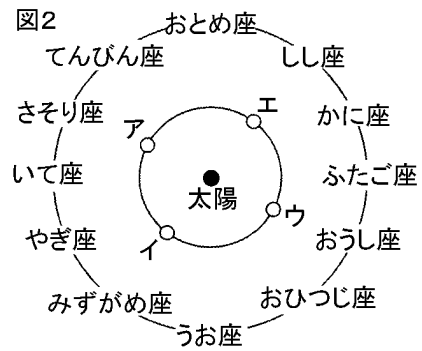 図2
おとめ座
てんびん座
しし座
さそり座
かに座
ア
エ
いて座
太陽
ふたご座
ウ
やぎ座
イ
おうし座
みずがめ座
おひつじ座
うお座